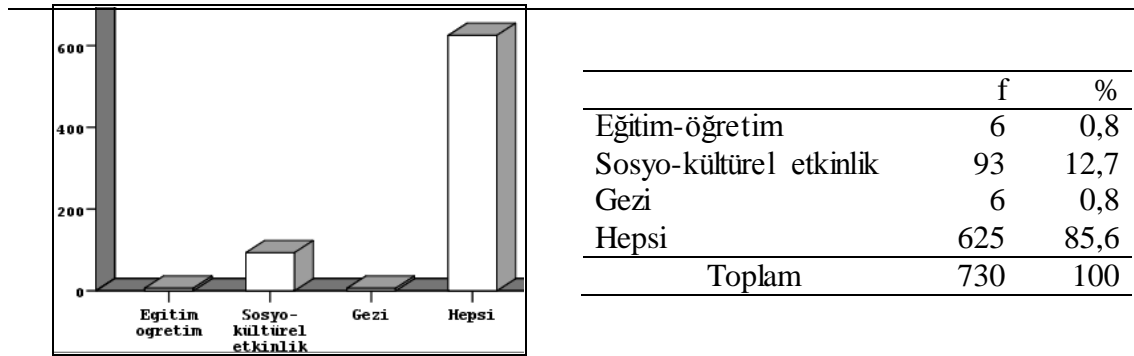 600
400
200
0
Egitim
ogretim
Sosyo-
kültürel
etkinlik
Gezi
Hepsi
f %
Eğitim-öğretim 6 0,8
Sosyo-kültürel etkinlik 93 12,7
Gezi 6 0,8
Hepsi 625 85,6
Toplam 730 100